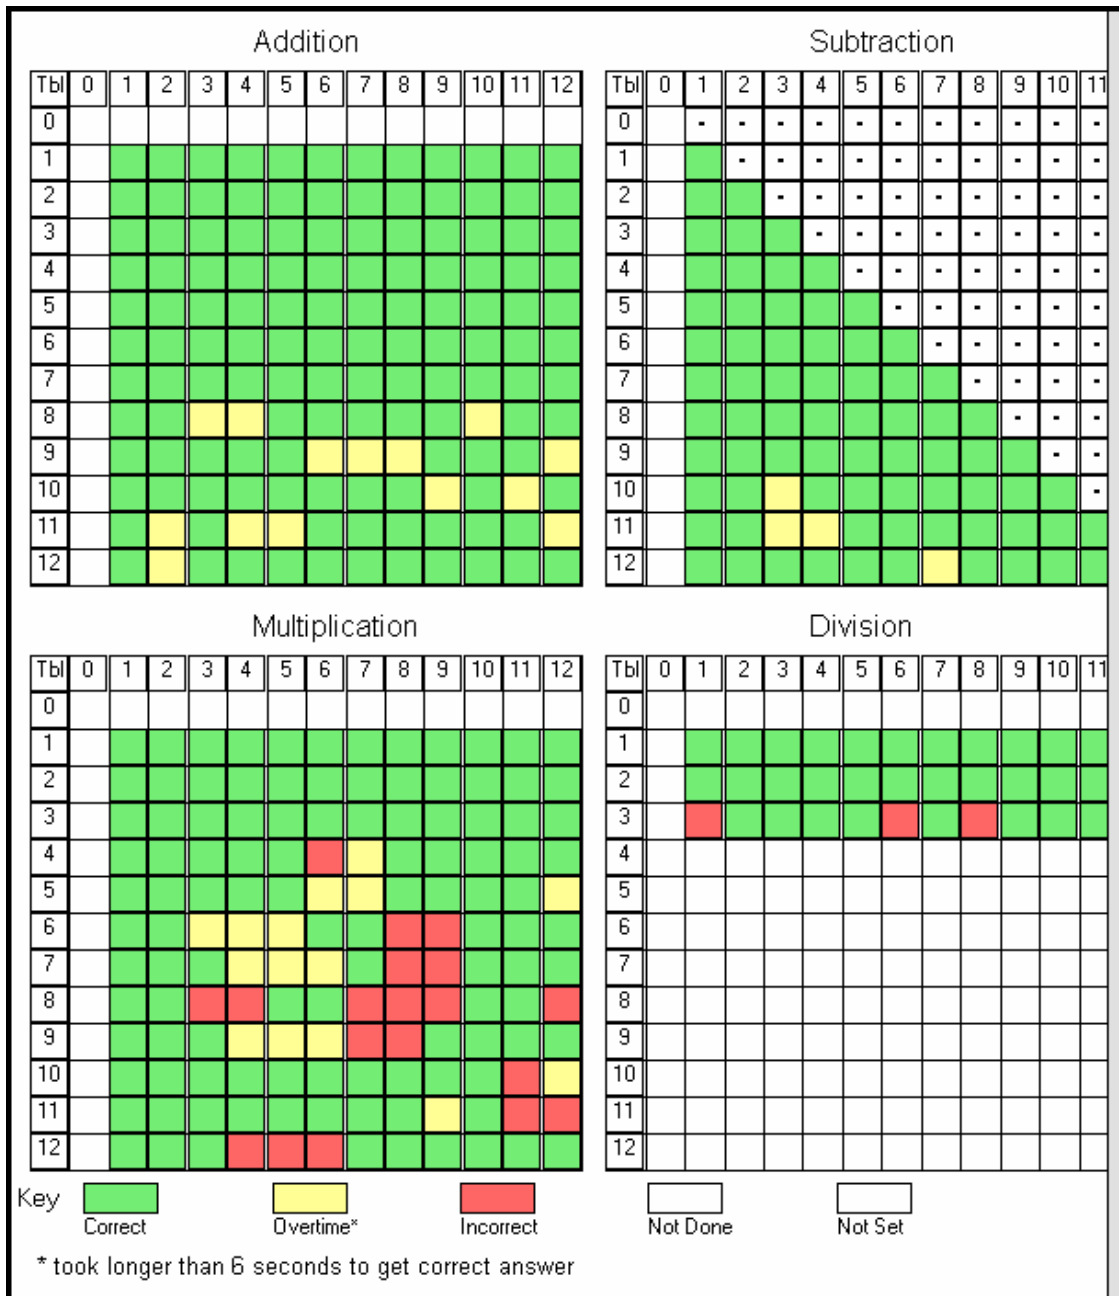 Addition
Tbl 0 1 2 3 4 5 6 7 8 9 10 11 12
0
1
2
3
4
5
6
7
8
9
10
11
12
Subtraction
Tbl 0 1 2 3 4 5 6 7 8 9 10 11
0 - - - - - - - - - - -
1 - - - - - - - - - -
2 - - - - - - - - -
3 - - - - - - - -
4 - - - - - - -
5 - - - - - -
6 - - - - -
7 - - - -
8 - - -
9 - -
10 -
11
12
Multiplication
Tbl 0 1 2 3 4 5 6 7 8 9 10 11 12
0
1
2
3
4
5
6
7
8
9
10
11
12
Division
Tbl 0 1 2 3 4 5 6 7 8 9 10 11
0
1
2
3
4
5
6
7
8
9
10
11
12
Key
Correct Overtime* Incorrect Not Done Not Set
* took longer than 6 seconds to get correct answer